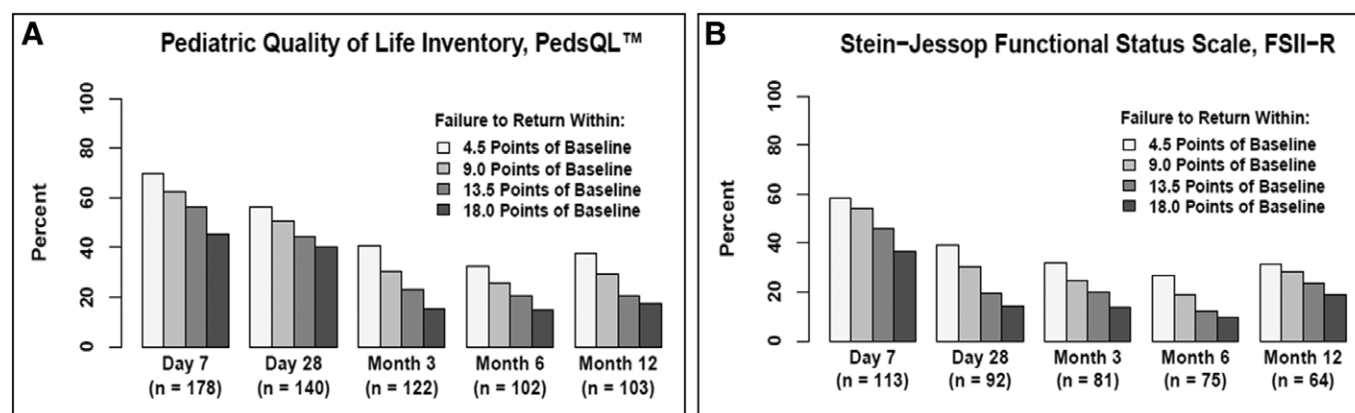 A
Pediatric Quality of Life Inventory, PedsQL™
Percent
100
80
60
40
20
0
Failure to Return Within:
4.5 Points of Baseline
9.0 Points of Baseline
13.5 Points of Baseline
18.0 Points of Baseline
Day 7 Day 28 Month 3 Month 6 Month 12
(n = 178) (n = 140) (n = 122) (n = 102) (n = 103)
B
Stein−Jessop Functional Status Scale, FSII−R
Percent
100
80
60
40
20
0
Failure to Return Within:
4.5 Points of Baseline
9.0 Points of Baseline
13.5 Points of Baseline
18.0 Points of Baseline
Day 7 Day 28 Month 3 Month 6 Month 12
(n = 113) (n = 92) (n = 81) (n = 75) (n = 64)